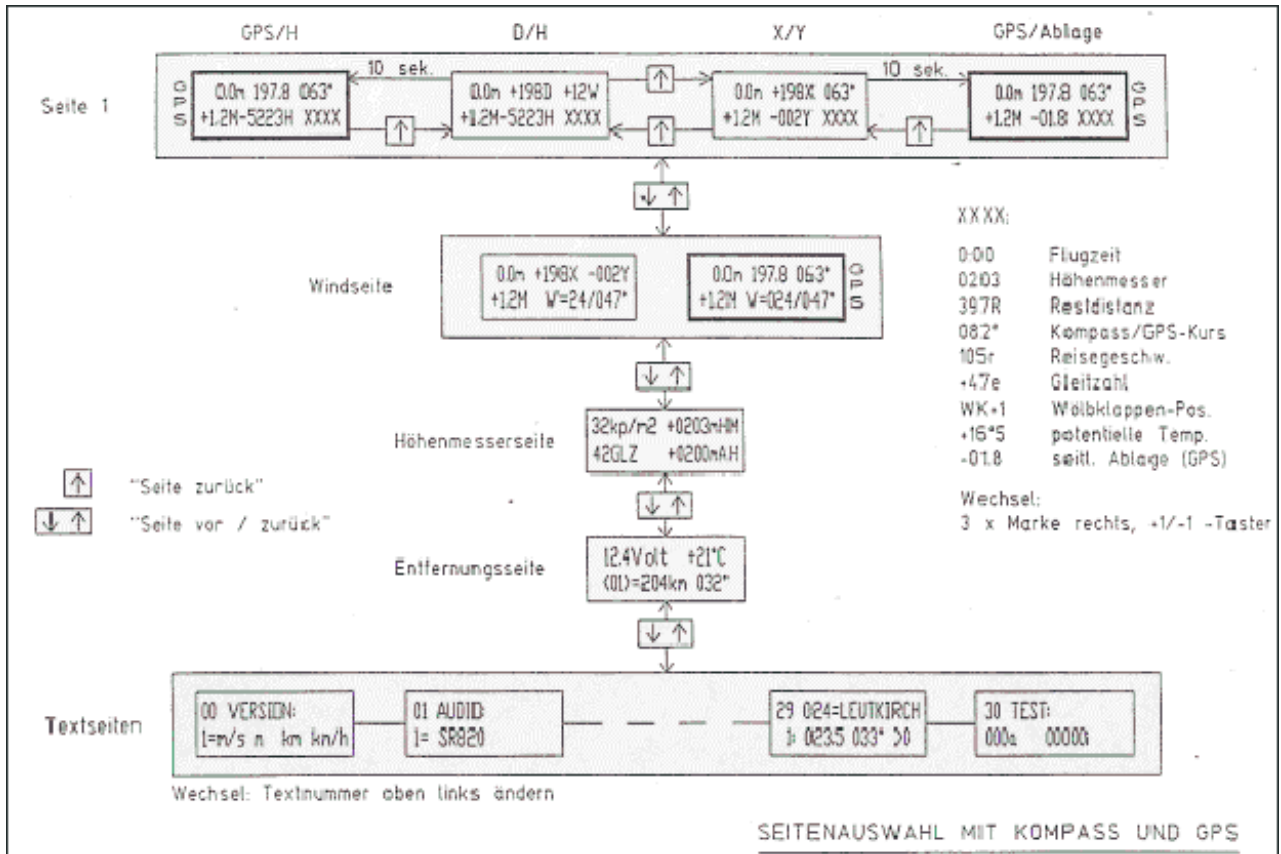 GPS/H D/H X/Y GPS/Ablage
Seite 1
GPS
0.0m 197.8 063°
+1.2M-5223H XXXX
10 sek.
↑
0.0m +198D +12W
+1.2M-5223H XXXX
↑
↑
0.0m +198X 063°
+1.2M -002Y XXXX
10 sek.
↑
0.0m 197.8 063°
+1.2M -01.8 XXXX
GPS
↓ ↑
Windseite
0.0m +198X -002Y
+1.2M W=24/047°
0.0m 197.8 063°
+1.2M W=024/047°
GPS
↓ ↑
Höhenmesserseite
32kp/m2 +0203mHM
42GLZ +0200mAH
↓ ↑
Entfernungsseite
12.4Volt +21°C
(01)=204km 032°
↓ ↑
XXXX:
0:00 Flugzeit
0203 Höhenmesser
397R Restdistanz
082° Kompass/GPS-Kurs
105r Reisegeschw.
+47e Gleitzahl
WK+1 Wölbklappen-Pos.
+16°S potentielle Temp.
-01.8 seitl. Ablage (GPS)
Wechsel:
3 x Marke rechts, +1/-1 -Taster
↑ "Seite zurück"
↓ ↑ "Seite vor / zurück"
Textseiten
00 VERSION:
1=m/s n km kn/h
01 AUDIO:
1= SR820
29 024=LEUTKIRCH
023.5 033°
30 TEST:
000a 00000i
Wechsel: Textnummer oben links ändern
SEITENAUSWAHL MIT KOMPASS UND GPS